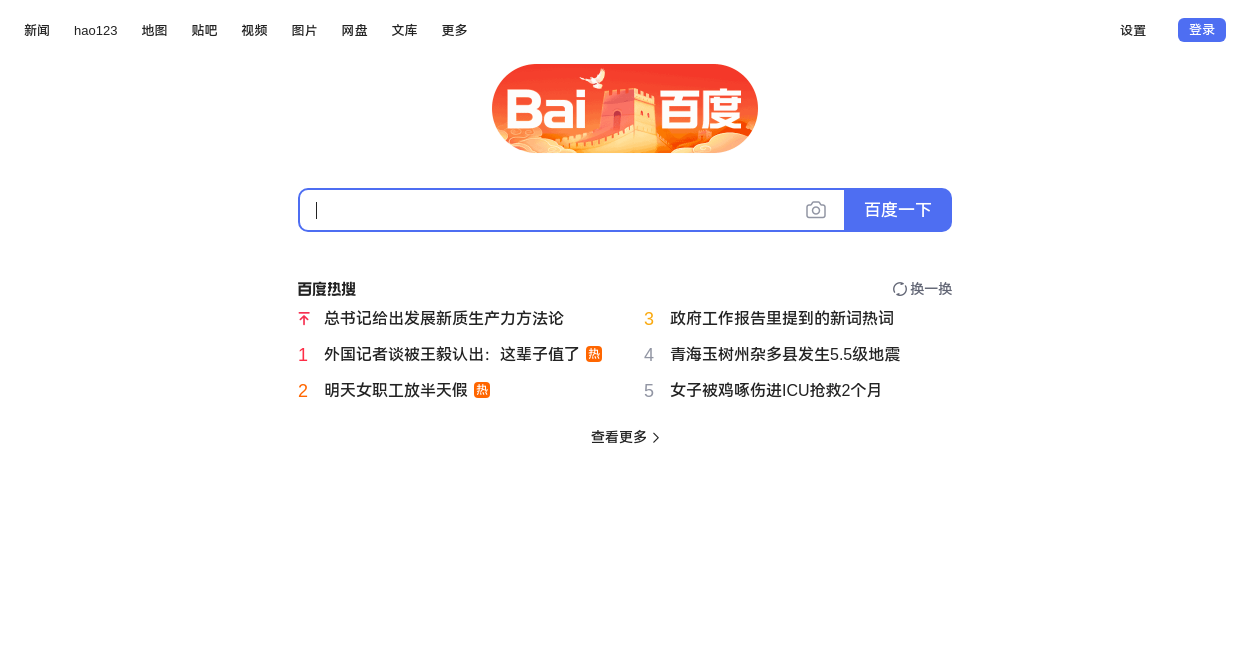 新闻 hao123 地图 贴吧 视频 图片 网盘 文库 更多 设置 登录
Bai 百度
百度一下
百度热搜 换一换
总书记给出发展新质生产力方法论
1 外国记者谈被王毅认出：这辈子值了 热
2 明天女职工放半天假 热
3 政府工作报告里提到的新词热词
4 青海玉树州杂多县发生5.5级地震
5 女子被鸡啄伤进ICU抢救2个月
查看更多